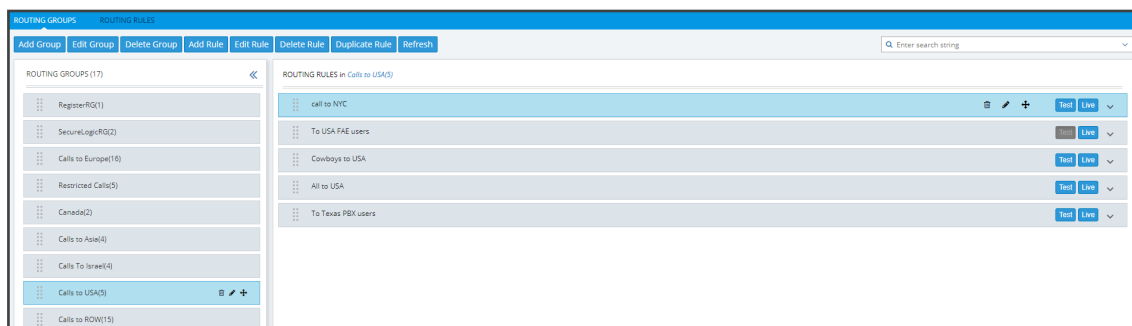 ROUTING GROUPS ROUTING RULES
Add Group Edit Group Delete Group Add Rule Edit Rule Delete Rule Duplicate Rule Refresh Enter search string
ROUTING GROUPS (17)
RegisterRG(1)
SecureLogicRG(2)
Calls to Europe(16)
Restricted Calls(5)
Canada(2)
Calls to Asia(4)
Calls To Israel(4)
Calls to USA(5)
Calls to ROW(15)
ROUTING RULES in Calls to USA(5)
call to NYC Test Live
To USA FAE users Test Live
Cowboys to USA Test Live
All to USA Test Live
To Texas PBX users Test Live